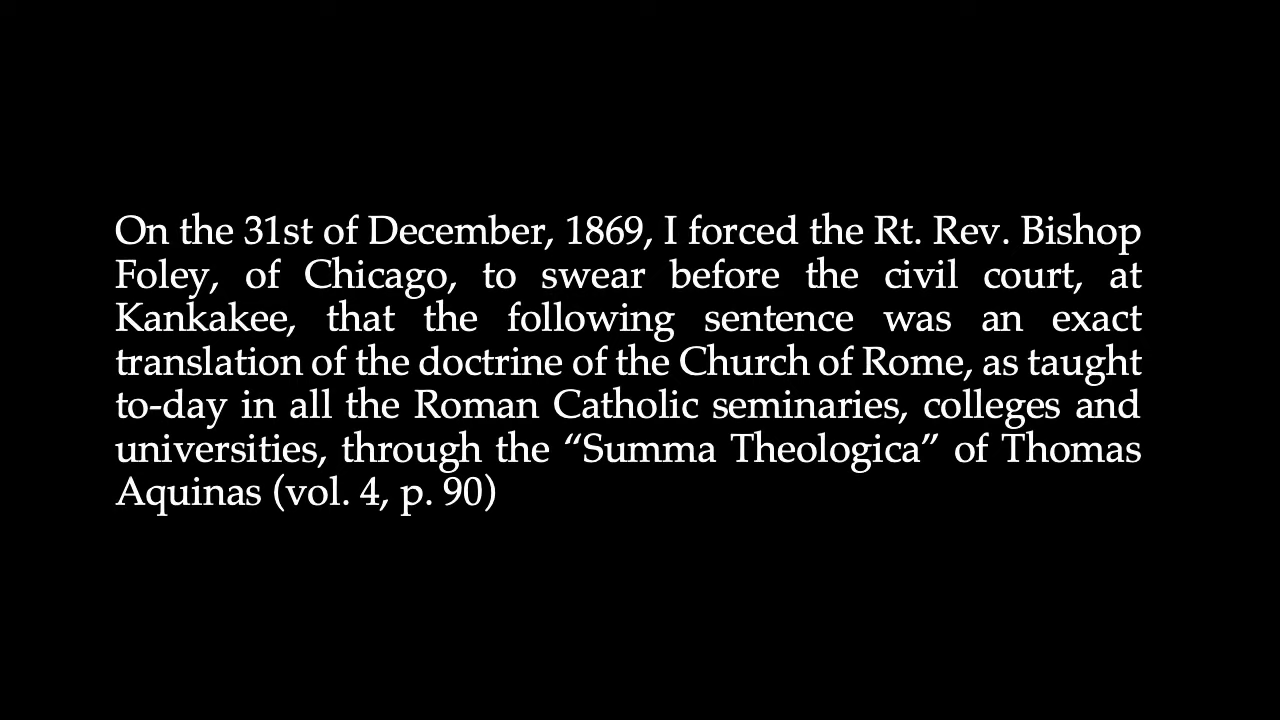 On the 31st of December, 1869, I forced the Rt. Rev. Bishop
Foley, of Chicago, to swear before the civil court, at
Kankakee, that the following sentence was an exact
translation of the doctrine of the Church of Rome, as taught
to-day in all the Roman Catholic seminaries, colleges and
universities, through the “Summa Theologica” of Thomas
Aquinas (vol. 4, p. 90)